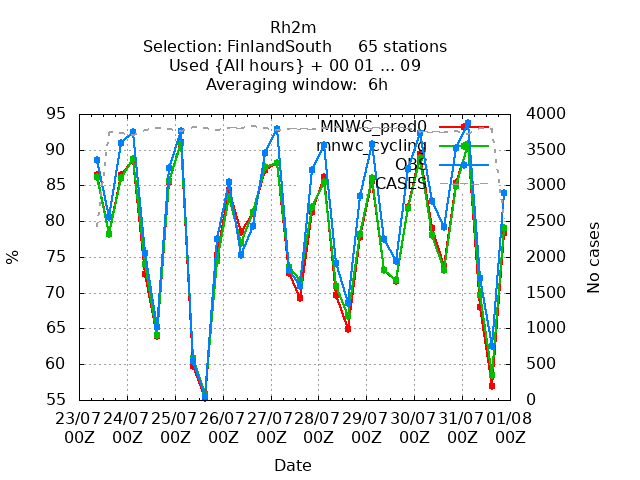 Rh2m
Selection: FinlandSouth 65 stations
Used {All hours} + 00 01 ... 09
Averaging window: 6h
95
90
85
80
75
70
65
60
55
%
4000
3500
3000
2500
2000
1500
1000
500
0
No cases
MNWC_prod0
mnwc_cycling
OBS
CASES
23/07 24/07 25/07 26/07 27/07 28/07 29/07 30/07 31/07 01/08
00Z 00Z 00Z 00Z 00Z 00Z 00Z 00Z 00Z 00Z
Date